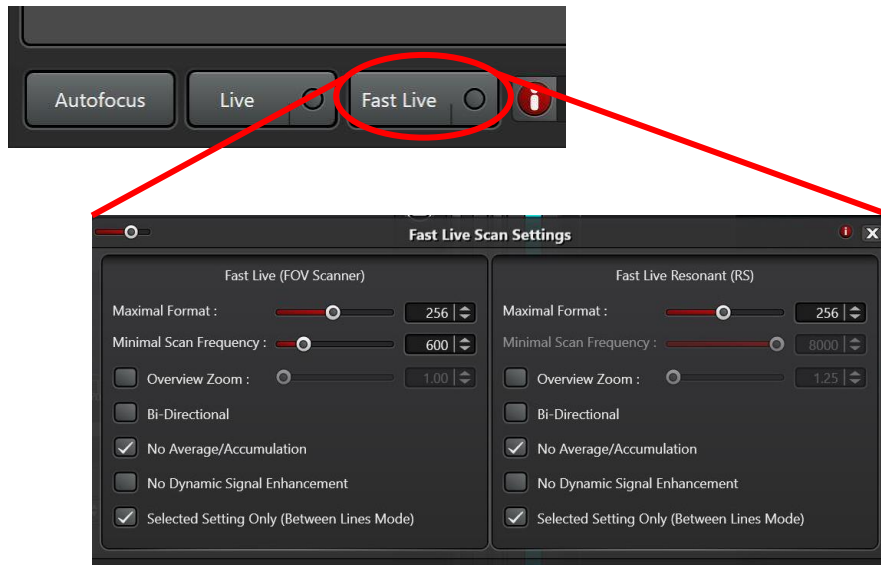 Autofocus Live Fast Live
Fast Live Scan Settings
Fast Live (FOV Scanner)
Maximal Format : 256
Minimal Scan Frequency : 600
Overview Zoom : 1.00
Bi-Directional
No Average/Accumulation
No Dynamic Signal Enhancement
Selected Setting Only (Between Lines Mode)
Fast Live Resonant (RS)
Maximal Format : 256
Minimal Scan Frequency : 8000
Overview Zoom : 1.25
Bi-Directional
No Average/Accumulation
No Dynamic Signal Enhancement
Selected Setting Only (Between Lines Mode)